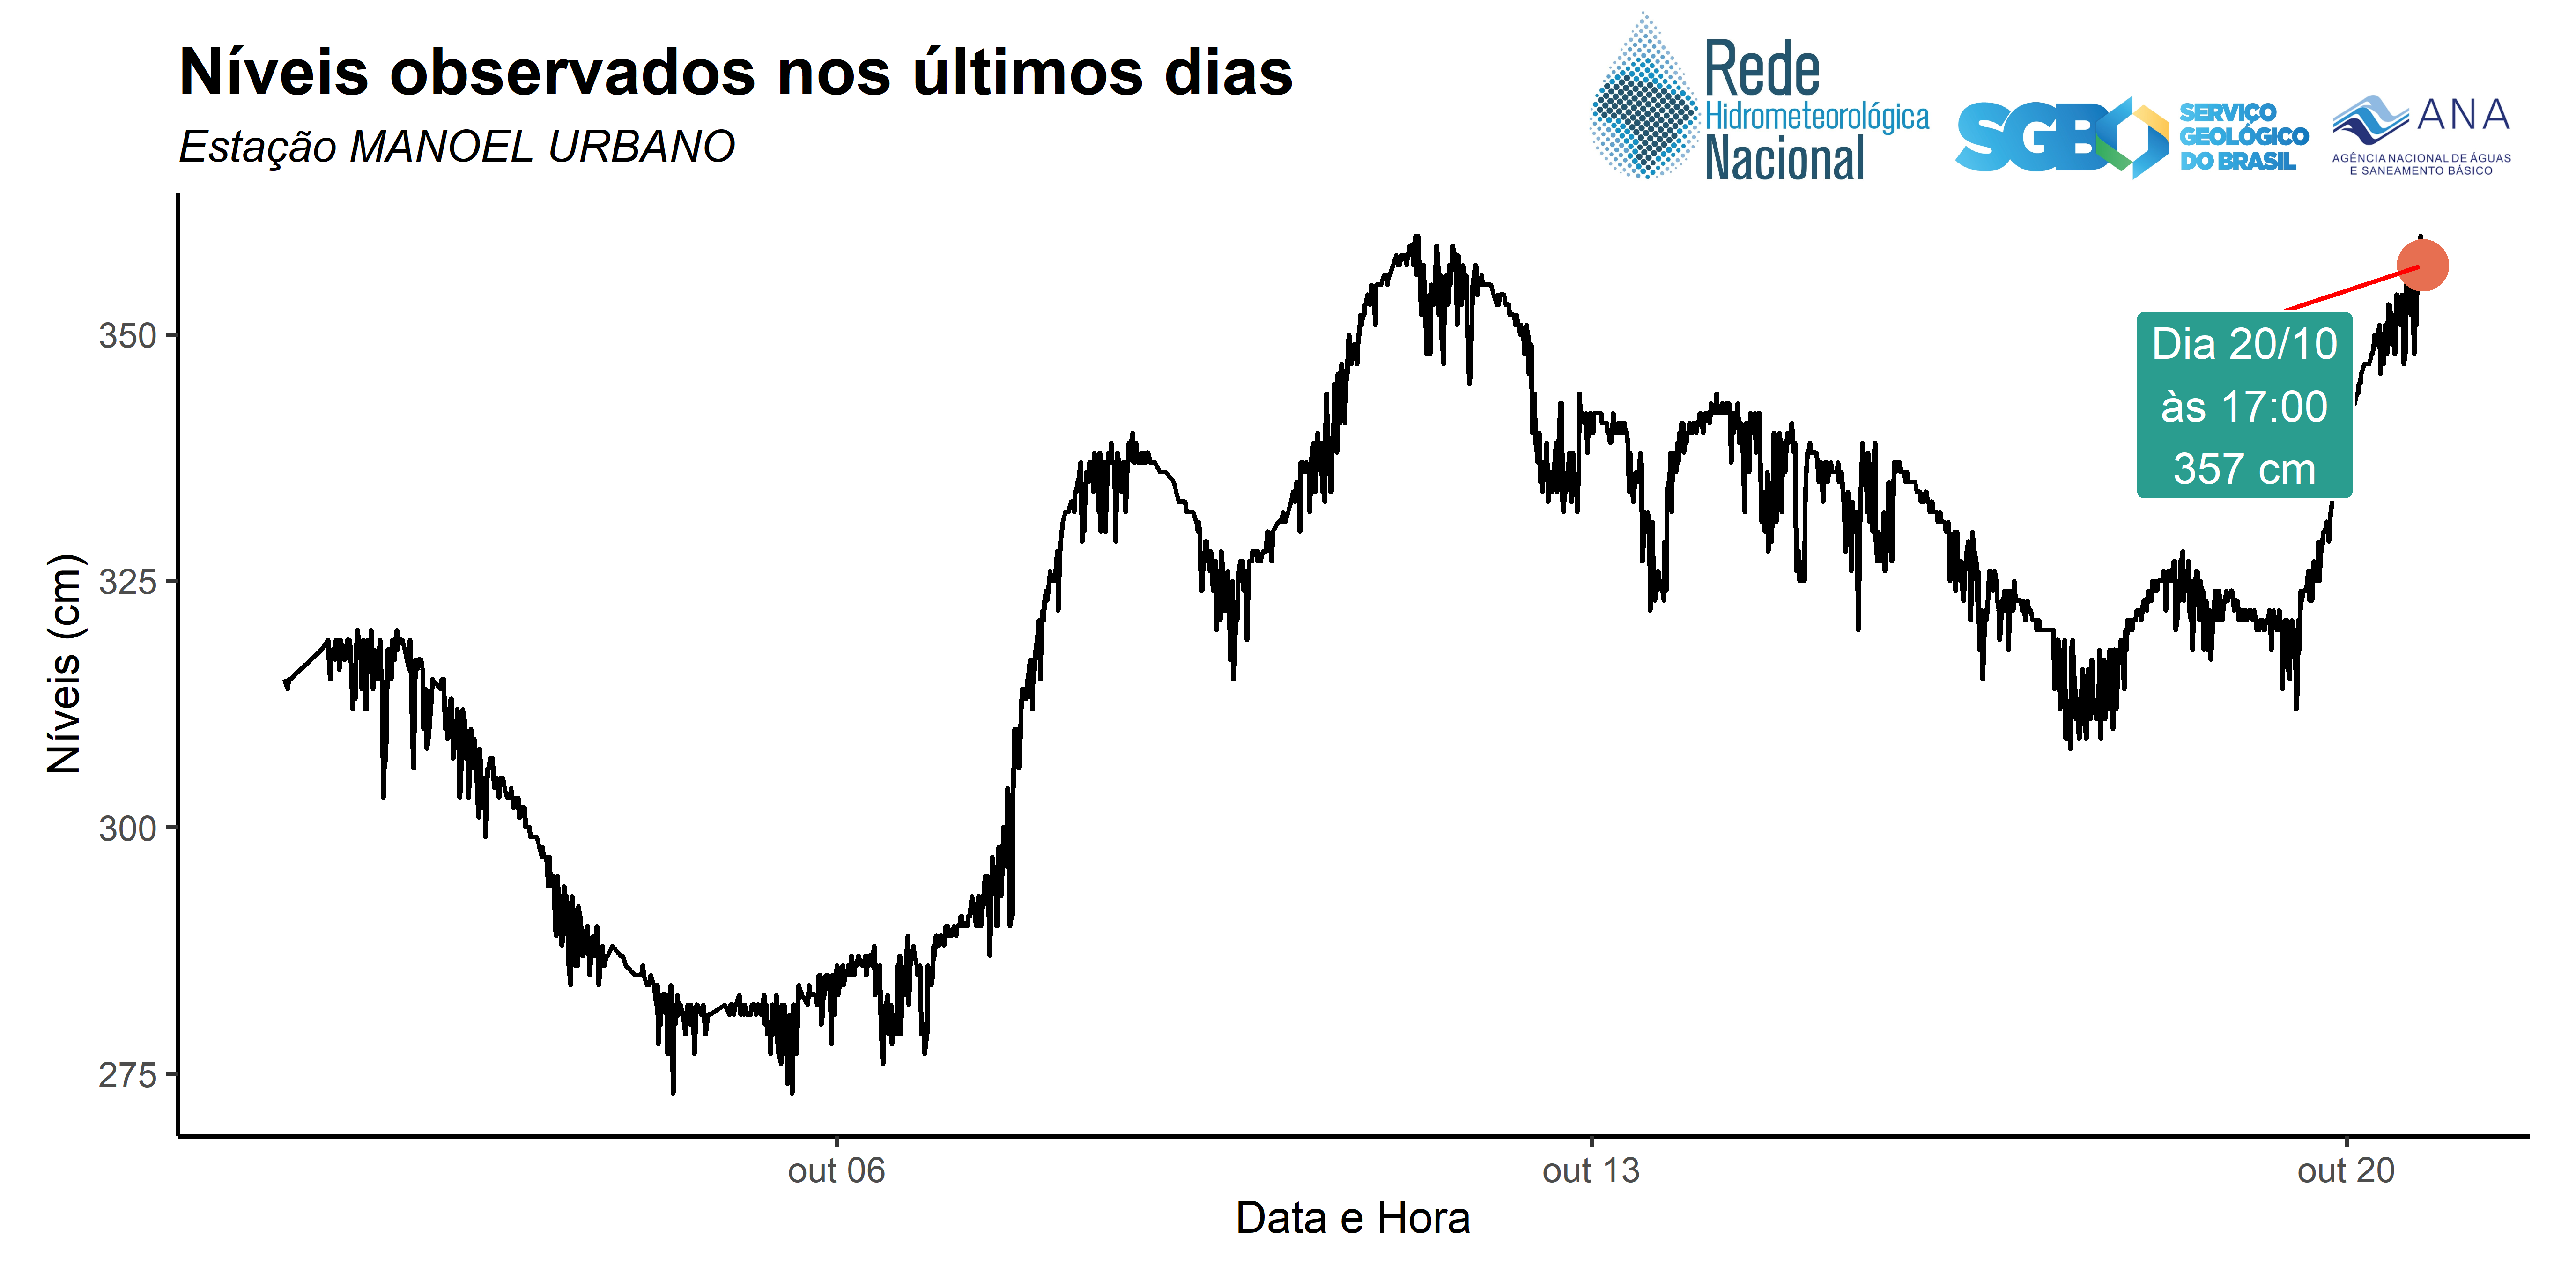 Níveis observados nos últimos dias
Estação MANOEL URBANO
Rede
Hidrometeorológica
Nacional
SGB
SERVIÇO
GEOLÓGICO
DO BRASIL
ANA
AGÊNCIA NACIONAL DE ÁGUAS
E SANEAMENTO BÁSICO
Níveis (cm)
350
325
300
275
Dia 20/10
às 17:00
357 cm
out 06
out 13
out 20
Data e Hora